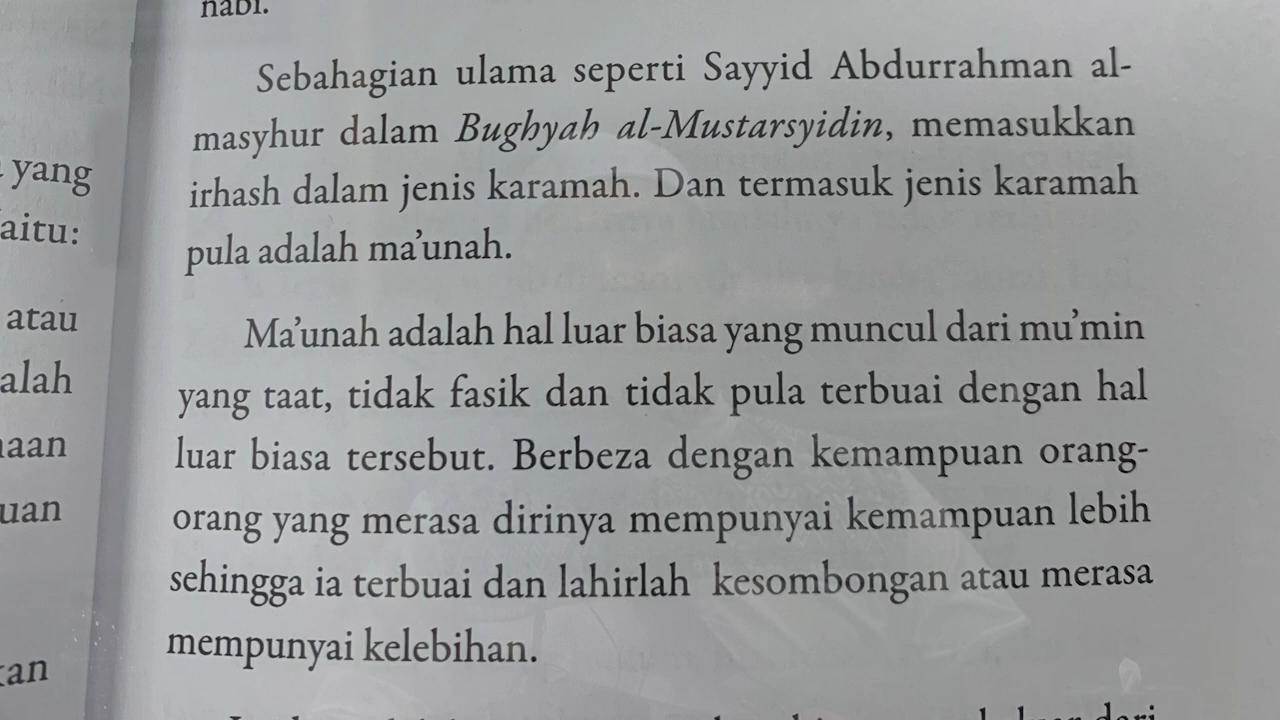 nabi.
Sebahagian ulama seperti Sayyid Abdurrahman al-
masyhur dalam Bughyah al-Mustarsyidin, memasukkan
irhash dalam jenis karamah. Dan termasuk jenis karamah
pula adalah ma’unah.
Ma’unah adalah hal luar biasa yang muncul dari mu’min
yang taat, tidak fasik dan tidak pula terbuai dengan hal
luar biasa tersebut. Berbeza dengan kemampuan orang-
orang yang merasa dirinya mempunyai kemampuan lebih
sehingga ia terbuai dan lahirlah kesombongan atau merasa
mempunyai kelebihan.
yang
aitu:
atau
alah
aan
uan
kan